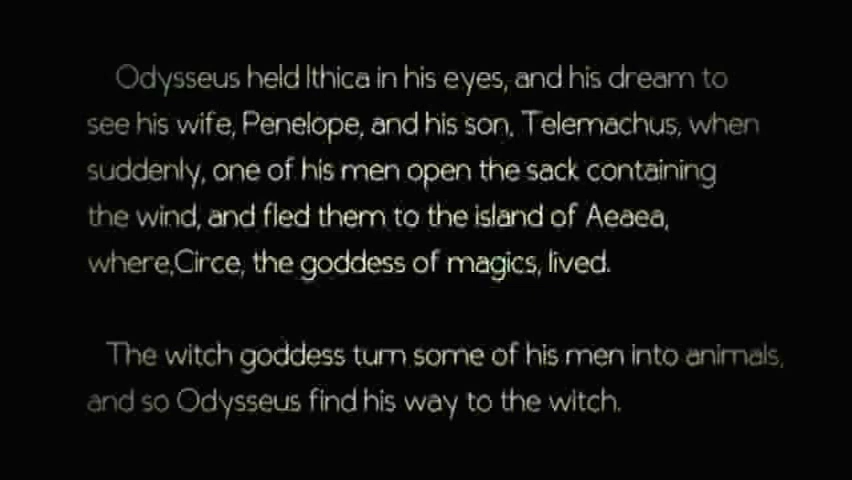 Odysseus held Ithica in his eyes, and his dream to
see his wife, Penelope, and his son, Telemachus, when
suddenly, one of his men open the sack containing
the wind, and fled them to the island of Aeaea,
where,Circe, the goddess of magics, lived.
The witch goddess turn some of his men into animals,
and so Odysseus find his way to the witch.